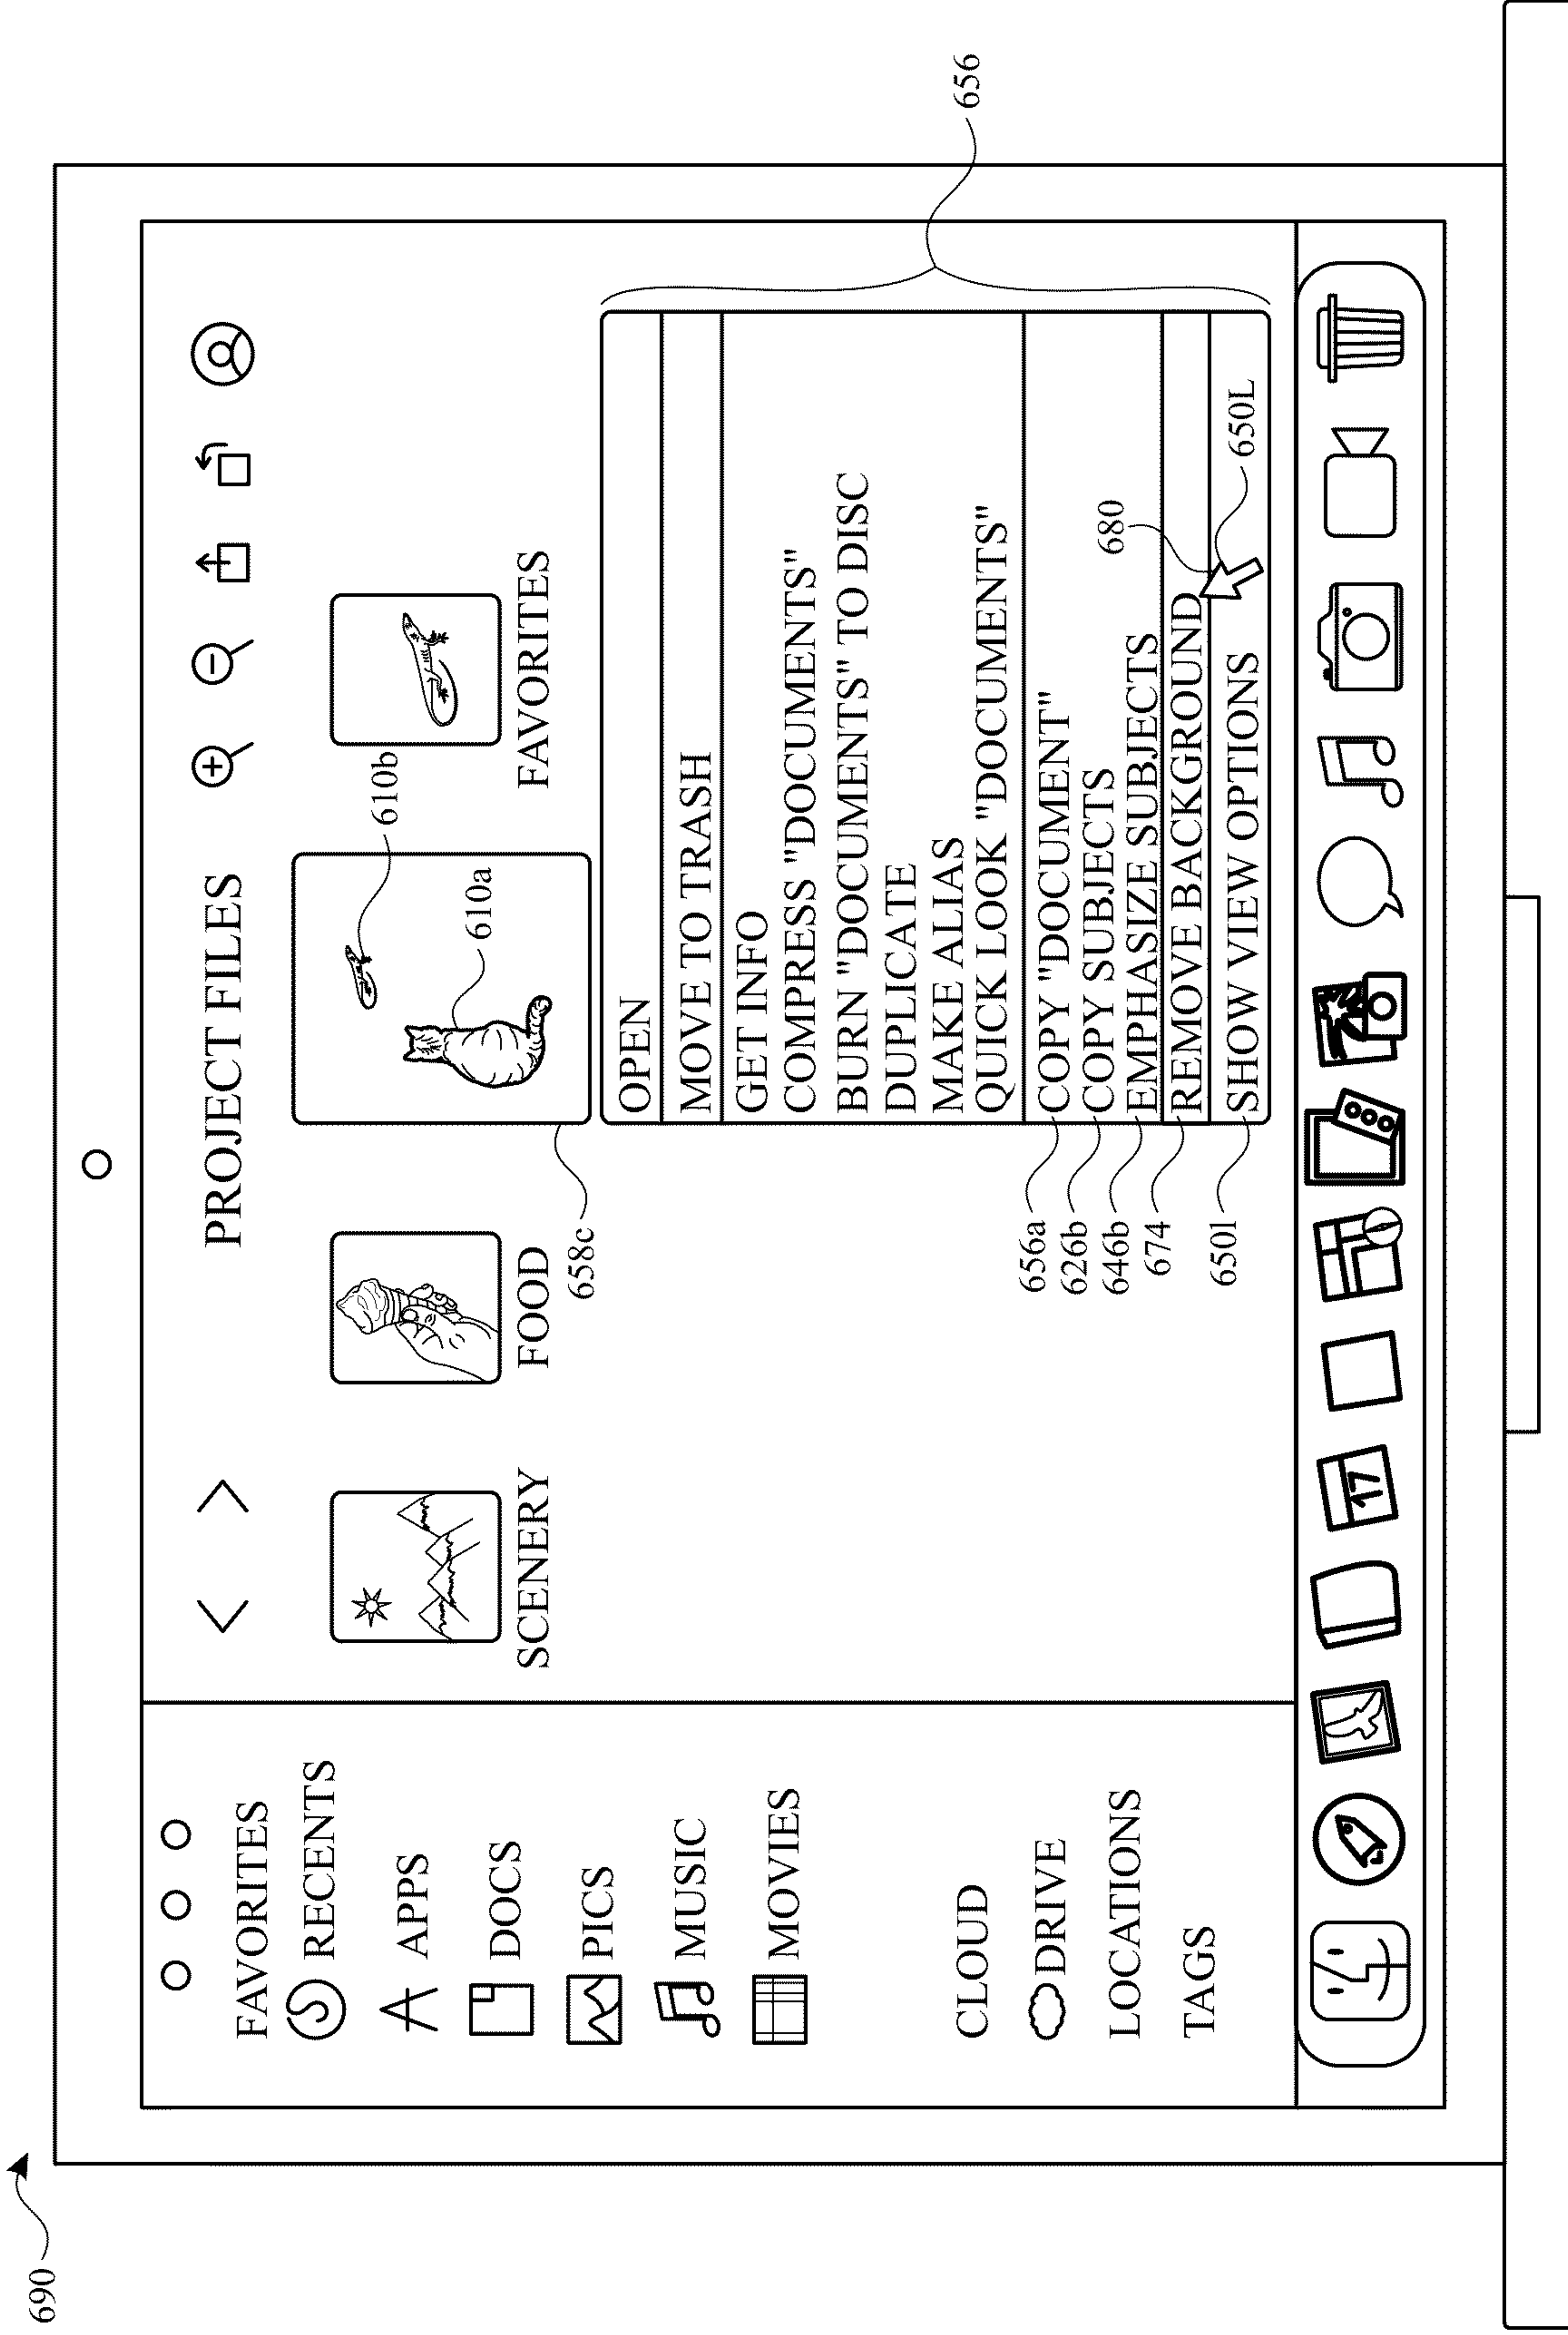 690
PROJECT FILES
FAVORITES
RECENTS
APPS
DOCS
PICS
MUSIC
MOVIES
CLOUD
DRIVE
LOCATIONS
TAGS
SCENERY
FOOD
658c
610b
610a
FAVORITES
656
OPEN
MOVE TO TRASH
GET INFO
COMPRESS "DOCUMENTS"
BURN "DOCUMENTS" TO DISC
DUPLICATE
MAKE ALIAS
QUICK LOOK "DOCUMENTS"
656a COPY "DOCUMENT"
626b COPY SUBJECTS
646b EMPHASIZE SUBJECTS
680
674 REMOVE BACKGROUND
650L
650l SHOW VIEW OPTIONS
17